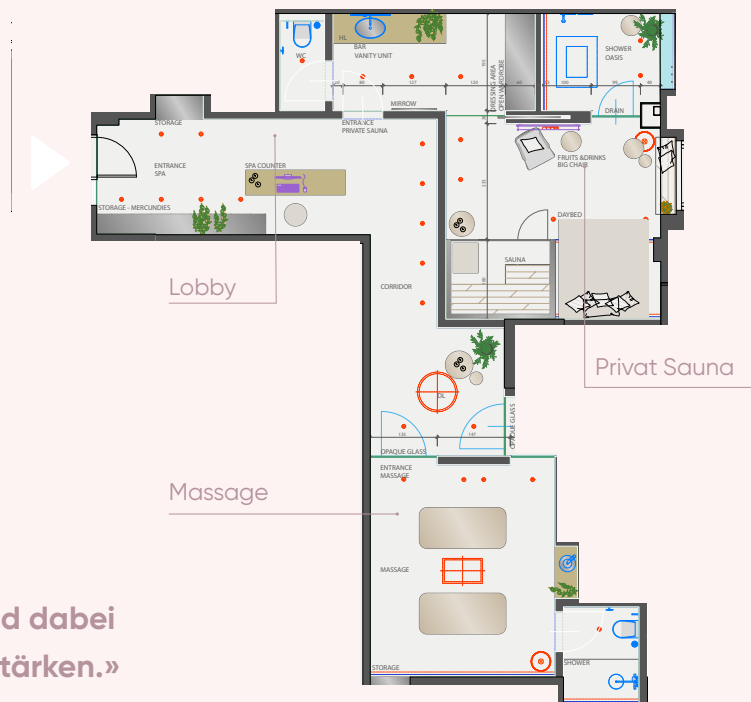 HL
BAR
VANITY UNIT
WC
SHOWER
OASIS
DRESSING AREA
OPEN WARDROBE
MIRROW
DRAIN
STORAGE
ENTRANCE
PRIVATE SAUNA
ENTRANCE
SPA
SPA COUNTER
FRUITS &DRINKS
BIG CHAIR
STORAGE - MERCUNDIES
DAYBED
SAUNA
Lobby
CORRIDOR
Privat Sauna
DL
OPAQUE GLASS
OPAQUE GLASS
ENTRANCE
MASSAGE
Massage
MASSAGE
d dabei
tärken.»
STORAGE
SHOWER